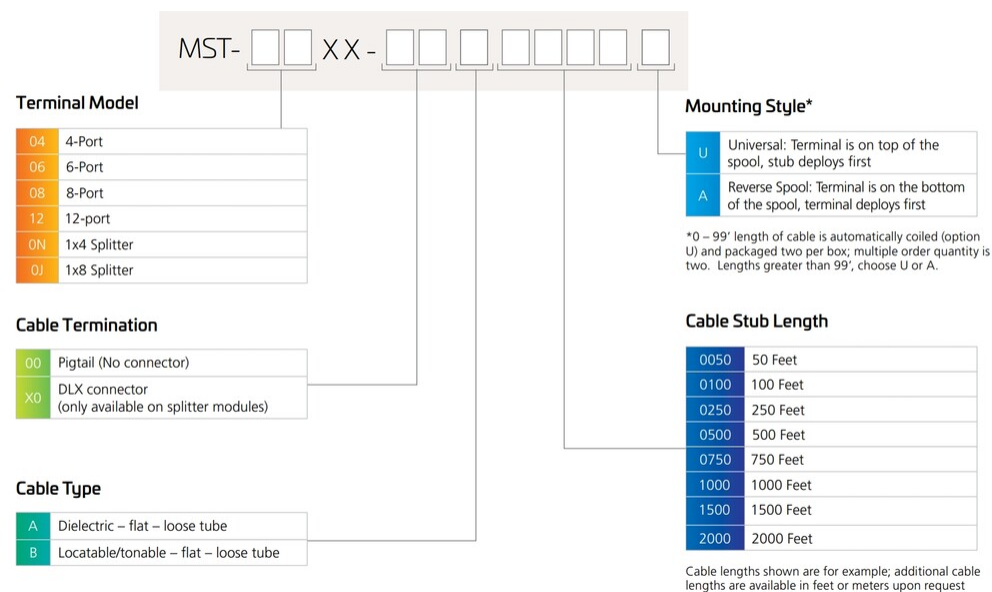 MST- XX -
Terminal Model
04 4-Port
06 6-Port
08 8-Port
12 12-port
0N 1x4 Splitter
0J 1x8 Splitter
Cable Termination
00 Pigtail (No connector)
X0 DLX connector
(only available on splitter modules)
Cable Type
A Dielectric – flat – loose tube
B Locatable/tonable – flat – loose tube
Mounting Style*
U Universal: Terminal is on top of the
spool, stub deploys first
A Reverse Spool: Terminal is on the bottom
of the spool, terminal deploys first
*0 – 99' length of cable is automatically coiled (option
U) and packaged two per box; multiple order quantity is
two. Lengths greater than 99', choose U or A.
Cable Stub Length
0050 50 Feet
0100 100 Feet
0250 250 Feet
0500 500 Feet
0750 750 Feet
1000 1000 Feet
1500 1500 Feet
2000 2000 Feet
Cable lengths shown are for example; additional cable
lengths are available in feet or meters upon request